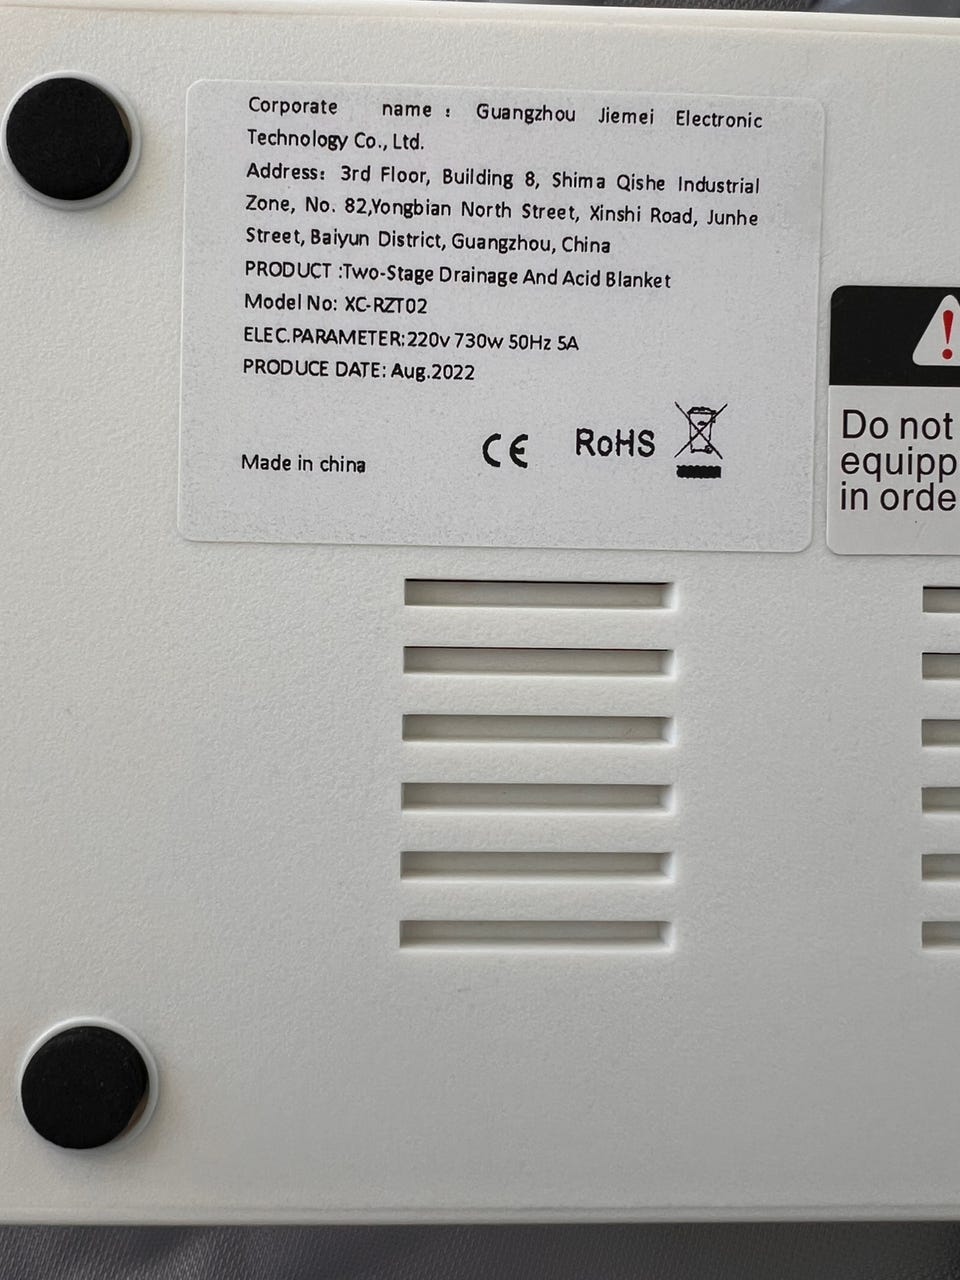 Corporate name : Guangzhou Jiemei Electronic
Technology Co., Ltd.
Address: 3rd Floor, Building 8, Shima Qishe Industrial
Zone, No. 82,Yongbian North Street, Xinshi Road, Junhe
Street, Baiyun District, Guangzhou, China
PRODUCT :Two-Stage Drainage And Acid Blanket
Model No: XC-RZT02
ELEC.PARAMETER:220v 730w 50Hz 5A
PRODUCE DATE: Aug.2022
Made in china
CE RoHS
Do not
equipp
in orde